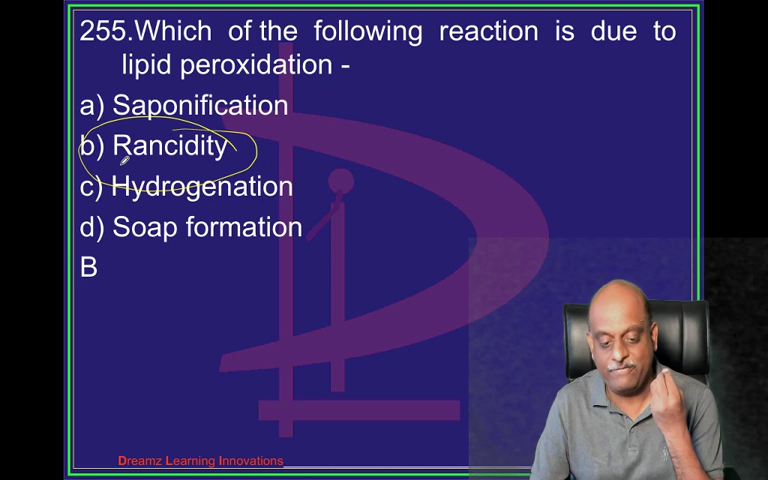 255.Which of the following reaction is due to
lipid peroxidation -
a) Saponification
b) Rancidity
c) Hydrogenation
d) Soap formation
B
Dreamz Learning Innovations